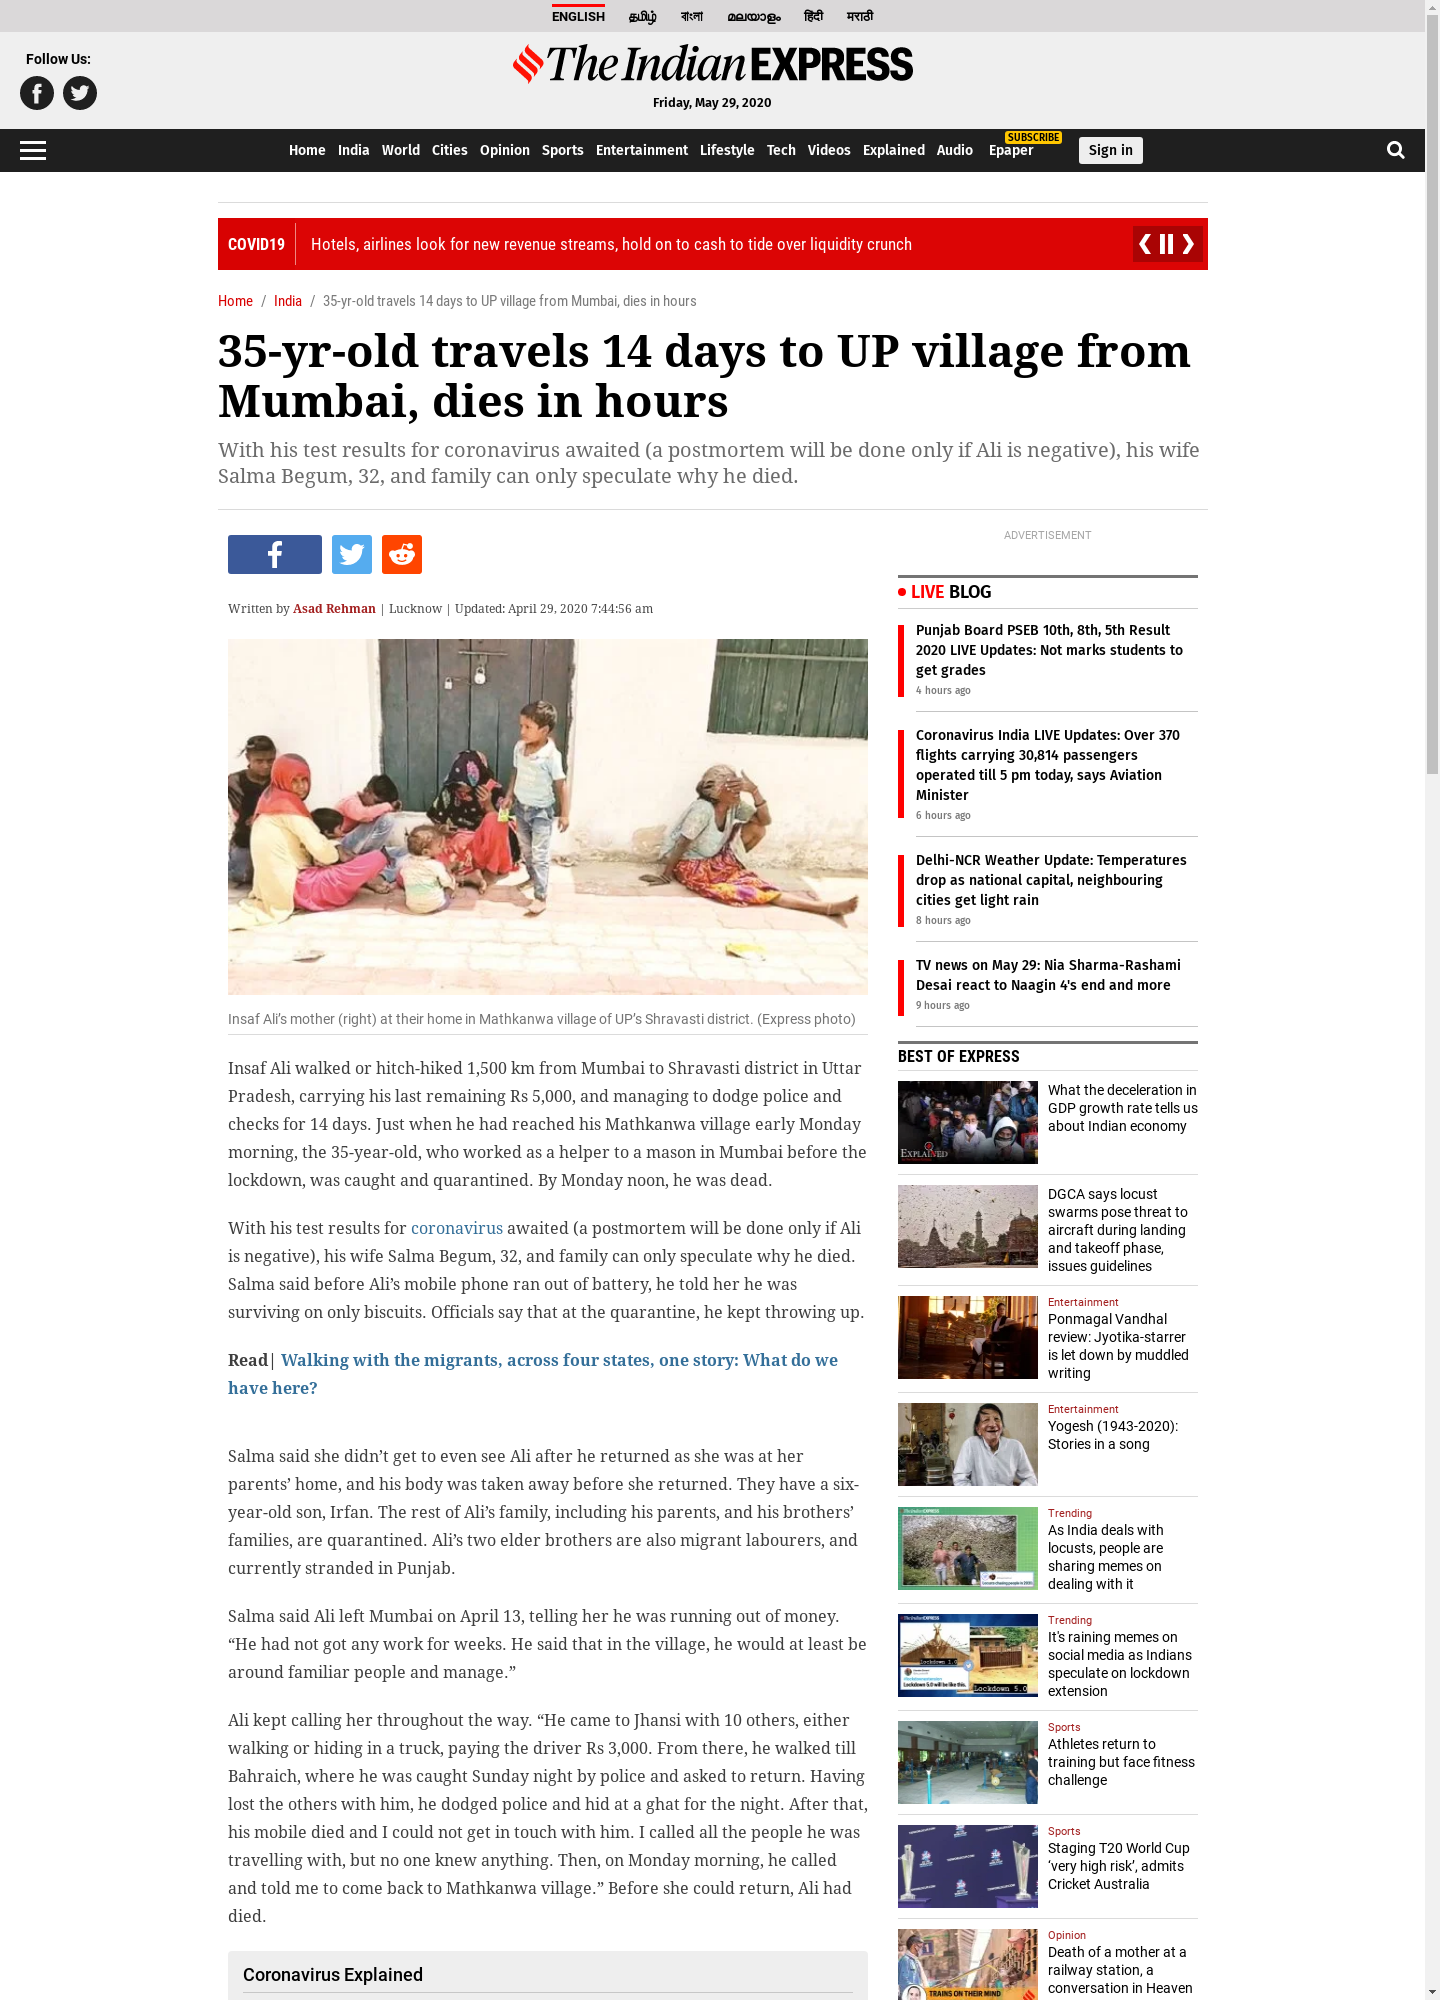 ENGLISH தமிழ் বাংলা മലയാളം हिंदी मराठी
Follow Us:
The Indian EXPRESS
Friday, May 29, 2020
Home India World Cities Opinion Sports Entertainment Lifestyle Tech Videos Explained Audio Epaper SUBSCRIBE Sign in
COVID19 Hotels, airlines look for new revenue streams, hold on to cash to tide over liquidity crunch
Home / India / 35-yr-old travels 14 days to UP village from Mumbai, dies in hours
35-yr-old travels 14 days to UP village from
Mumbai, dies in hours
With his test results for coronavirus awaited (a postmortem will be done only if Ali is negative), his wife
Salma Begum, 32, and family can only speculate why he died.
Written by Asad Rehman | Lucknow | Updated: April 29, 2020 7:44:56 am
Insaf Ali’s mother (right) at their home in Mathkanwa village of UP’s Shravasti district. (Express photo)
Insaf Ali walked or hitch-hiked 1,500 km from Mumbai to Shravasti district in Uttar
Pradesh, carrying his last remaining Rs 5,000, and managing to dodge police and
checks for 14 days. Just when he had reached his Mathkanwa village early Monday
morning, the 35-year-old, who worked as a helper to a mason in Mumbai before the
lockdown, was caught and quarantined. By Monday noon, he was dead.
With his test results for coronavirus awaited (a postmortem will be done only if Ali
is negative), his wife Salma Begum, 32, and family can only speculate why he died.
Salma said before Ali’s mobile phone ran out of battery, he told her he was
surviving on only biscuits. Officials say that at the quarantine, he kept throwing up.
Read| Walking with the migrants, across four states, one story: What do we
have here?
Salma said she didn’t get to even see Ali after he returned as she was at her
parents’ home, and his body was taken away before she returned. They have a six-
year-old son, Irfan. The rest of Ali’s family, including his parents, and his brothers’
families, are quarantined. Ali’s two elder brothers are also migrant labourers, and
currently stranded in Punjab.
Salma said Ali left Mumbai on April 13, telling her he was running out of money.
“He had not got any work for weeks. He said that in the village, he would at least be
around familiar people and manage.”
Ali kept calling her throughout the way. “He came to Jhansi with 10 others, either
walking or hiding in a truck, paying the driver Rs 3,000. From there, he walked till
Bahraich, where he was caught Sunday night by police and asked to return. Having
lost the others with him, he dodged police and hid at a ghat for the night. After that,
his mobile died and I could not get in touch with him. I called all the people he was
travelling with, but no one knew anything. Then, on Monday morning, he called
and told me to come back to Mathkanwa village.” Before she could return, Ali had
died.
Coronavirus Explained
ADVERTISEMENT
LIVE BLOG
Punjab Board PSEB 10th, 8th, 5th Result
2020 LIVE Updates: Not marks students to
get grades
4 hours ago
Coronavirus India LIVE Updates: Over 370
flights carrying 30,814 passengers
operated till 5 pm today, says Aviation
Minister
6 hours ago
Delhi-NCR Weather Update: Temperatures
drop as national capital, neighbouring
cities get light rain
8 hours ago
TV news on May 29: Nia Sharma-Rashami
Desai react to Naagin 4's end and more
9 hours ago
BEST OF EXPRESS
EXPLAINED
What the deceleration in
GDP growth rate tells us
about Indian economy
DGCA says locust
swarms pose threat to
aircraft during landing
and takeoff phase,
issues guidelines
Entertainment
Ponmagal Vandhal
review: Jyotika-starrer
is let down by muddled
writing
Entertainment
Yogesh (1943-2020):
Stories in a song
Trending
As India deals with
locusts, people are
sharing memes on
dealing with it
Lockdown 1.0
Lockdown 5.0 will be like this.
Lockdown 5.0
Trending
It's raining memes on
social media as Indians
speculate on lockdown
extension
Sports
Athletes return to
training but face fitness
challenge
Sports
Staging T20 World Cup
‘very high risk’, admits
Cricket Australia
TRAINS ON THEIR MIND
Opinion
Death of a mother at a
railway station, a
conversation in Heaven